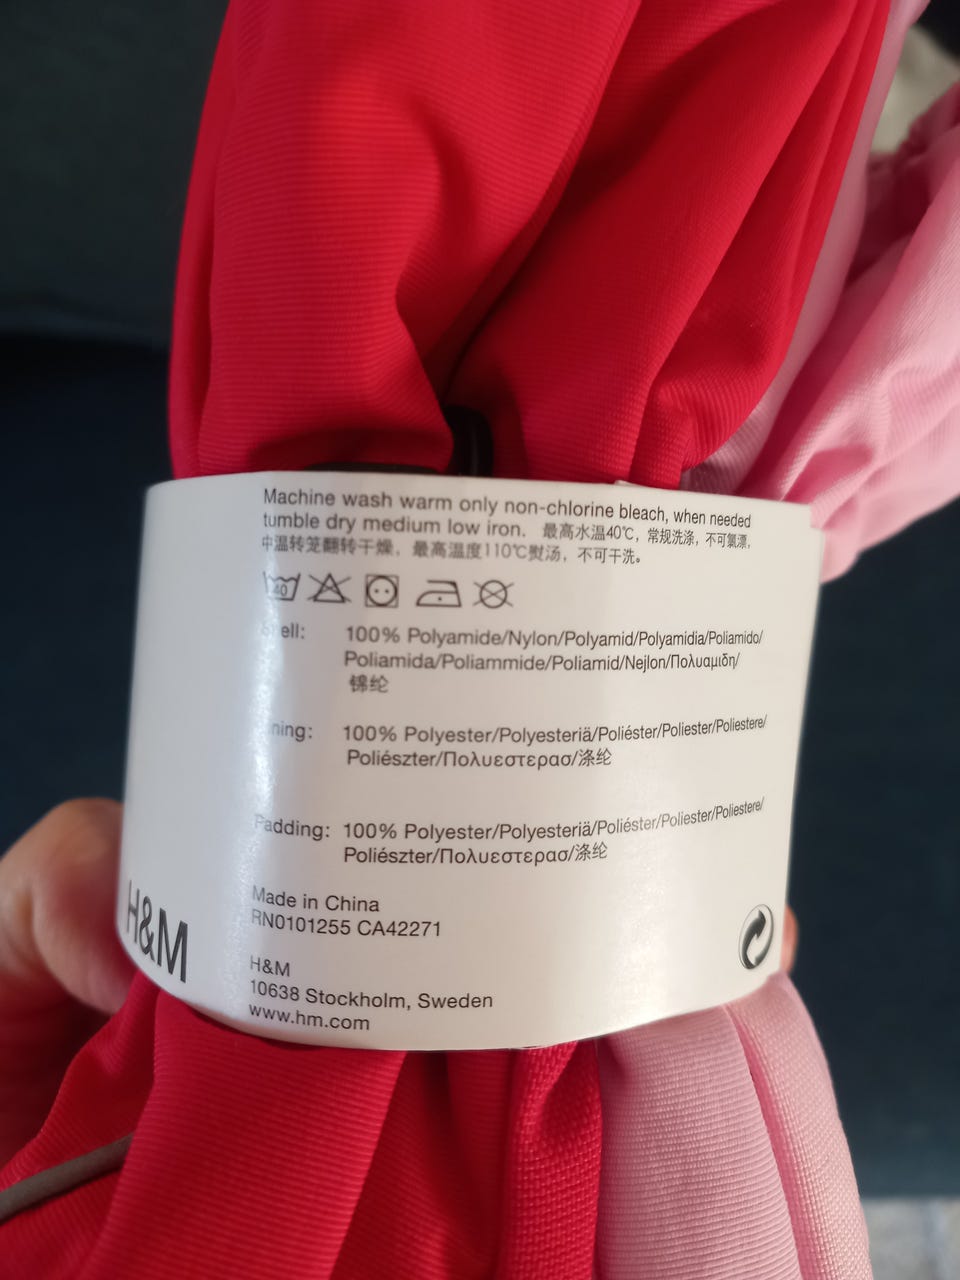 Machine wash warm only non-chlorine bleach, when needed
tumble dry medium low iron. 最高水温40℃，常规洗涤，不可氯漂，
中温转笼翻转干燥，最高温度110℃熨汤，不可干洗。
40
Shell: 100% Polyamide/Nylon/Polyamid/Polyamidia/Poliamido/
Poliamida/Poliammide/Poliamid/Nejlon/Πολυαμιδη/
锦纶
100% Polyester/Polyesteriä/Poliéster/Poliester/Poliestere/
Poliészter/Πολυεστερασ/涤纶
Padding: 100% Polyester/Polyesteriä/Poliéster/Poliester/Poliestere/
Poliészter/Πολυεστερασ/涤纶
Made in China
RN0101255 CA42271
H&M
H&M
10638 Stockholm, Sweden
www.hm.com